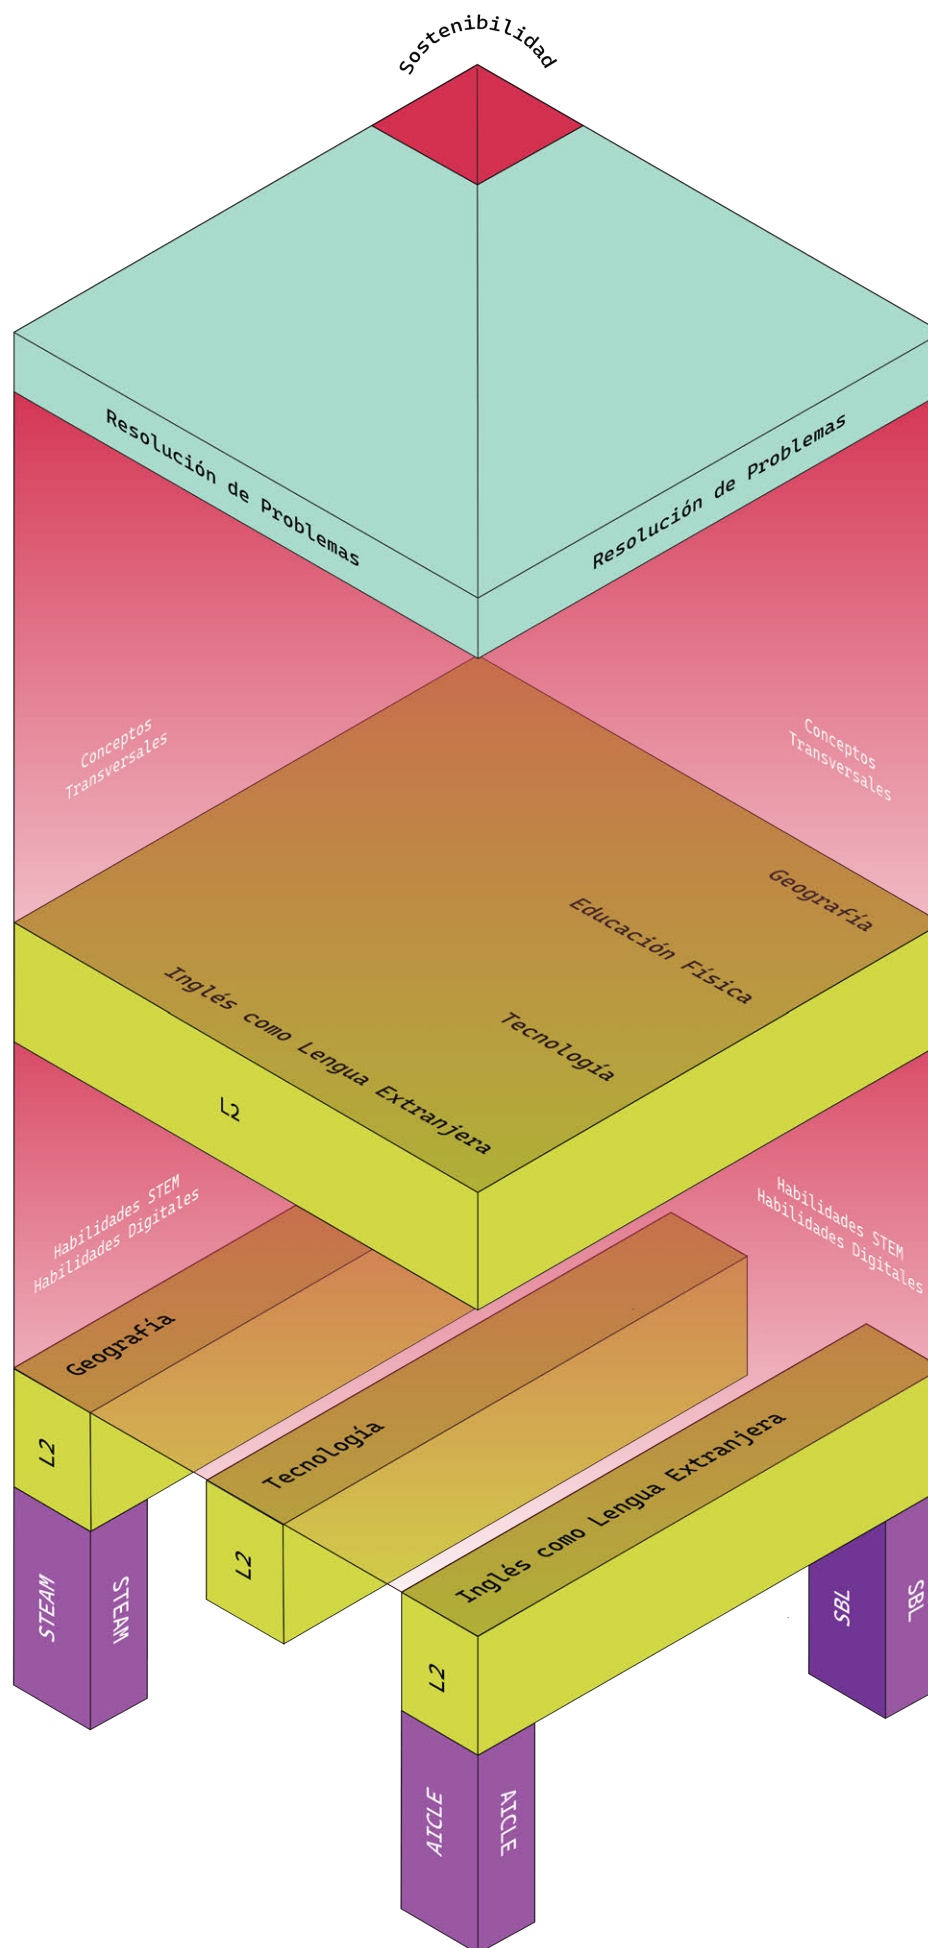 Sostenibilidad
Resolución de Problemas
Resolución de Problemas
Conceptos
Transversales
Conceptos
Transversales
Geografía
Educación Física
Tecnología
Inglés como Lengua Extranjera
L2
Habilidades STEM
Habilidades Digitales
Habilidades STEM
Habilidades Digitales
Geografía
Tecnología
Inglés como Lengua Extranjera
L2
L2
L2
STEAM
STEAM
SBL
SBL
AICLE
AICLE